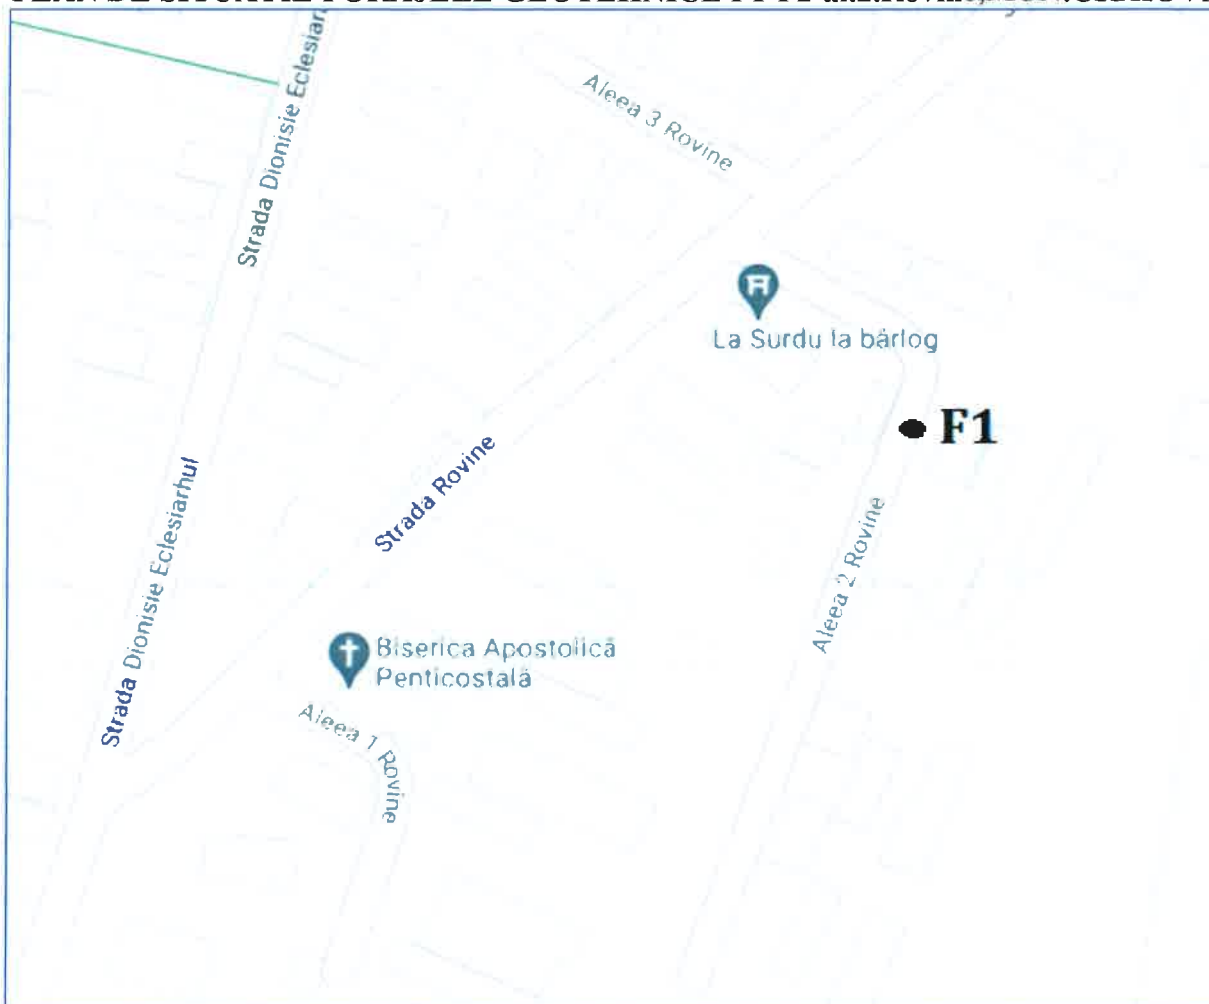 Strada Dionisie Eclesiar
Aleea 3 Rovine
La Surdu la bârlog
F1
Strada Rovine
Strada Dionisie Eclesiarhul
Aleea 2 Rovine
Biserica Apostolică
Penticostală
Aleea 1 Rovine